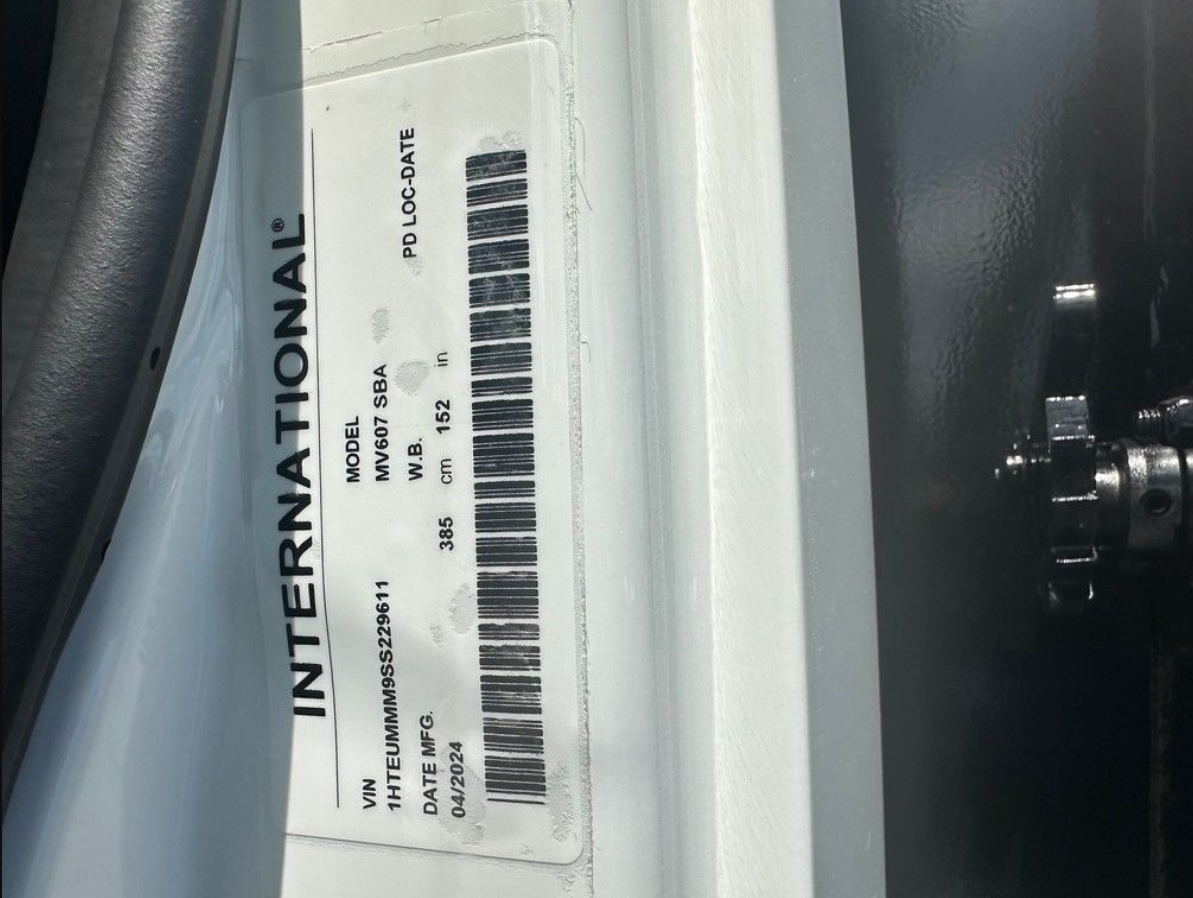 INTERNATIONAL®
VIN MODEL
1HTEUMMM9SS229611 MV607 SBA
DATE MFG. W.B. PD LOC-DATE
04/2024 385 cm 152 in